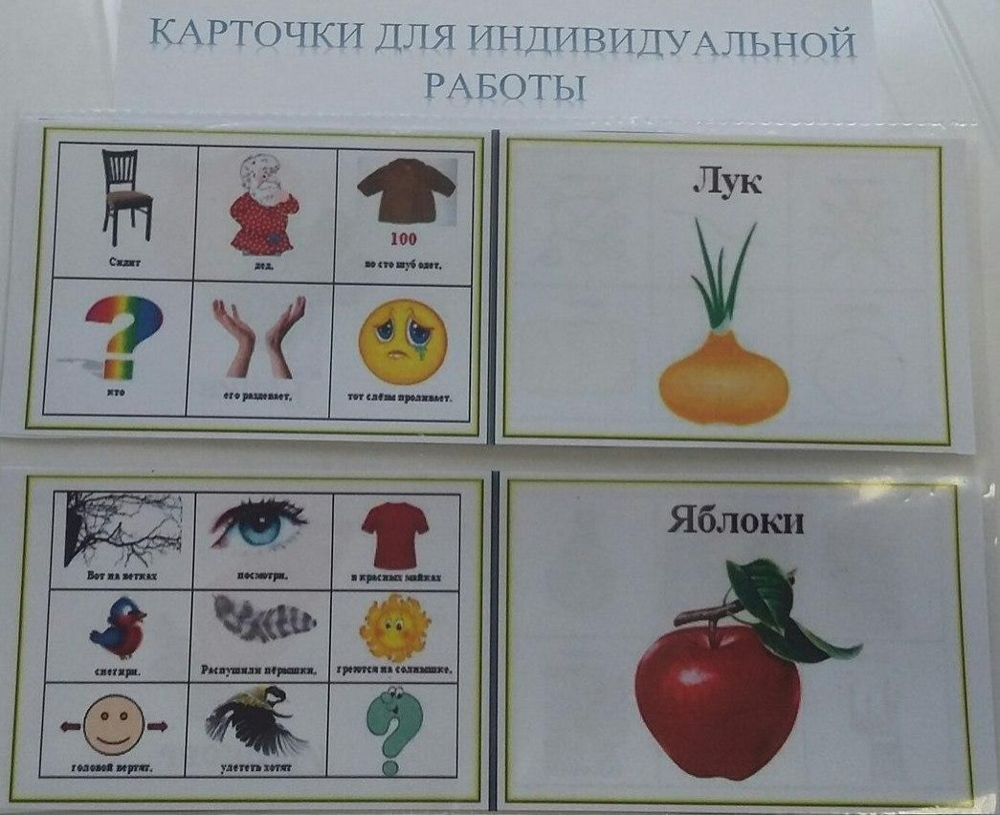 КАРТОЧКИ ДЛЯ ИНДИВИДУАЛЬНОЙ
РАБОТЫ
Сидит
дед,
100
во сто шуб одет.
кто
его раздевает,
тот слёзы проливает.
Лук
Вот на ветках
посмотри,
в красных майках
снегири.
Распушили пёрышки,
греются на солнышке.
головой вертят,
улететь хотят
Яблоки